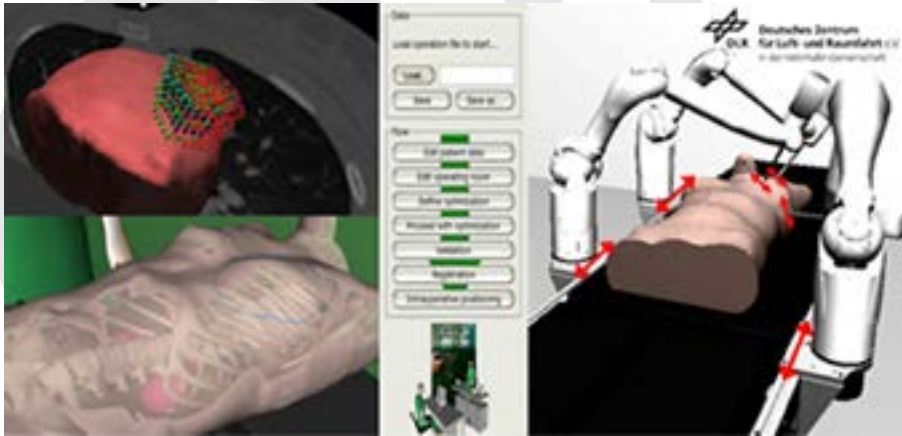 Data
Load operation file to start...
Load
Save
Save as...
Flow
Edit patient data
Edit operating room
Refine optimization
Proceed with optimization
Validation
Registration
Intraoperative positioning
DLR
Deutsches Zentrum
für Luft- und Raumfahrt e.V.
in der Helmholtz-Gemeinschaft